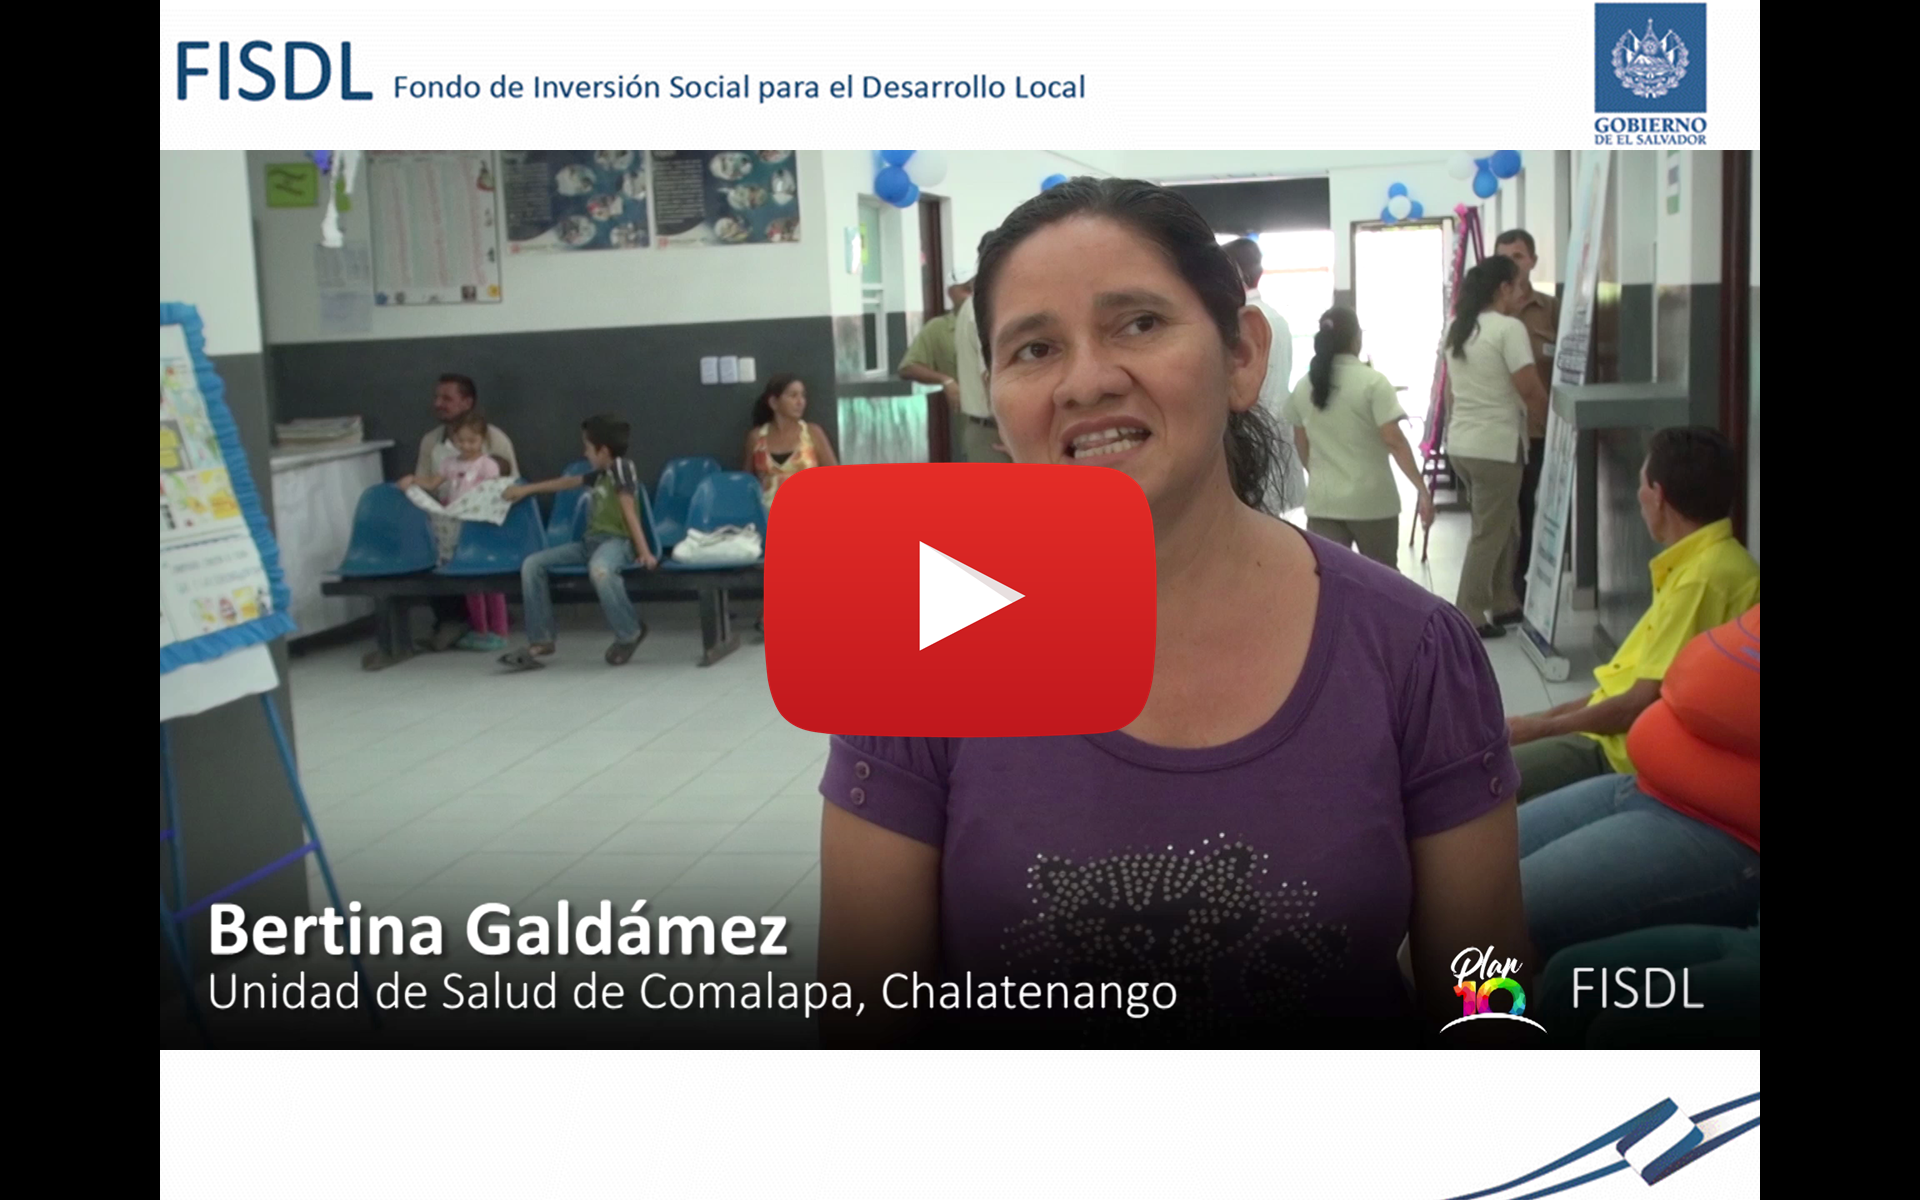 FISDL Fondo de Inversión Social para el Desarrollo Local
GOBIERNO
DE EL SALVADOR
Bertina Galdámez
Unidad de Salud de Comalapa, Chalatenango
Plan
10
FISDL